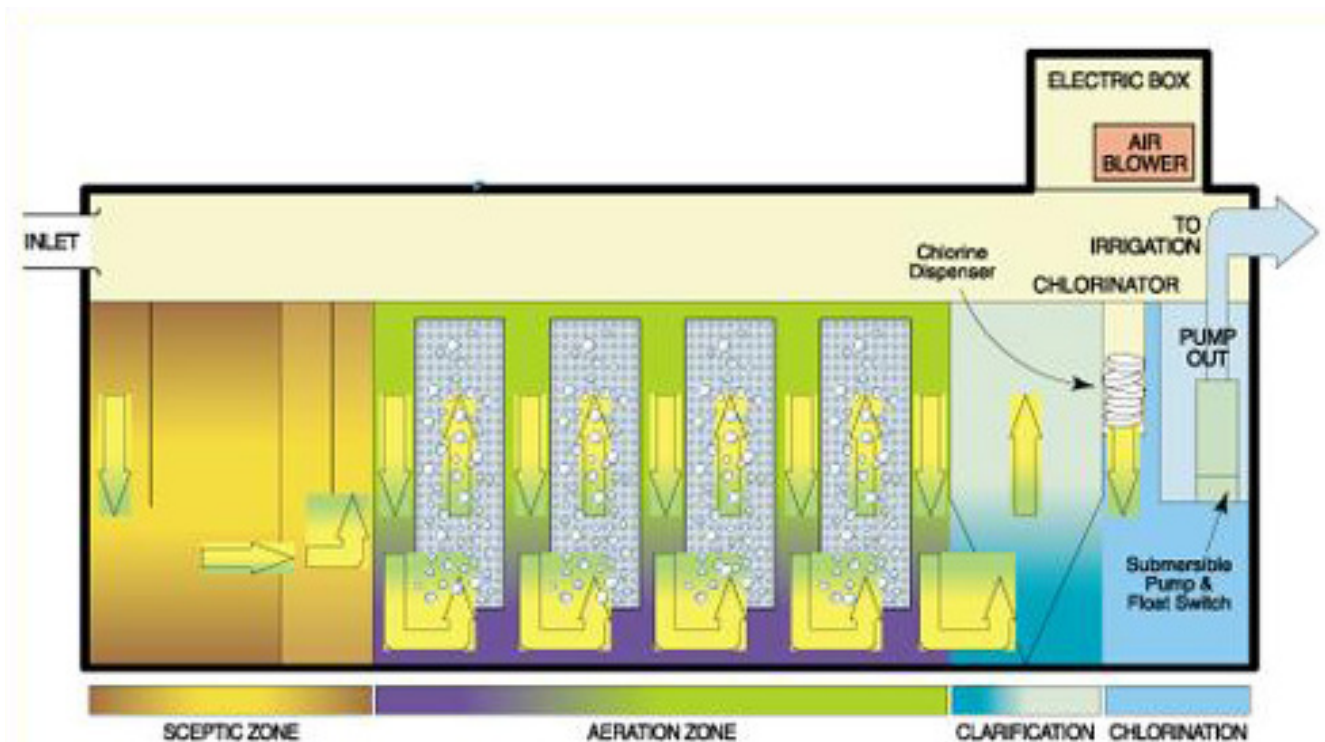 ELECTRIC BOX
AIR
BLOWER
INLET
TO
IRRIGATION
Chlorine
Dispenser
CHLORINATOR
PUMP
OUT
Submersible
Pump &
Float Switch
SCEPTIC ZONE
AERATION ZONE
CLARIFICATION
CHLORINATION